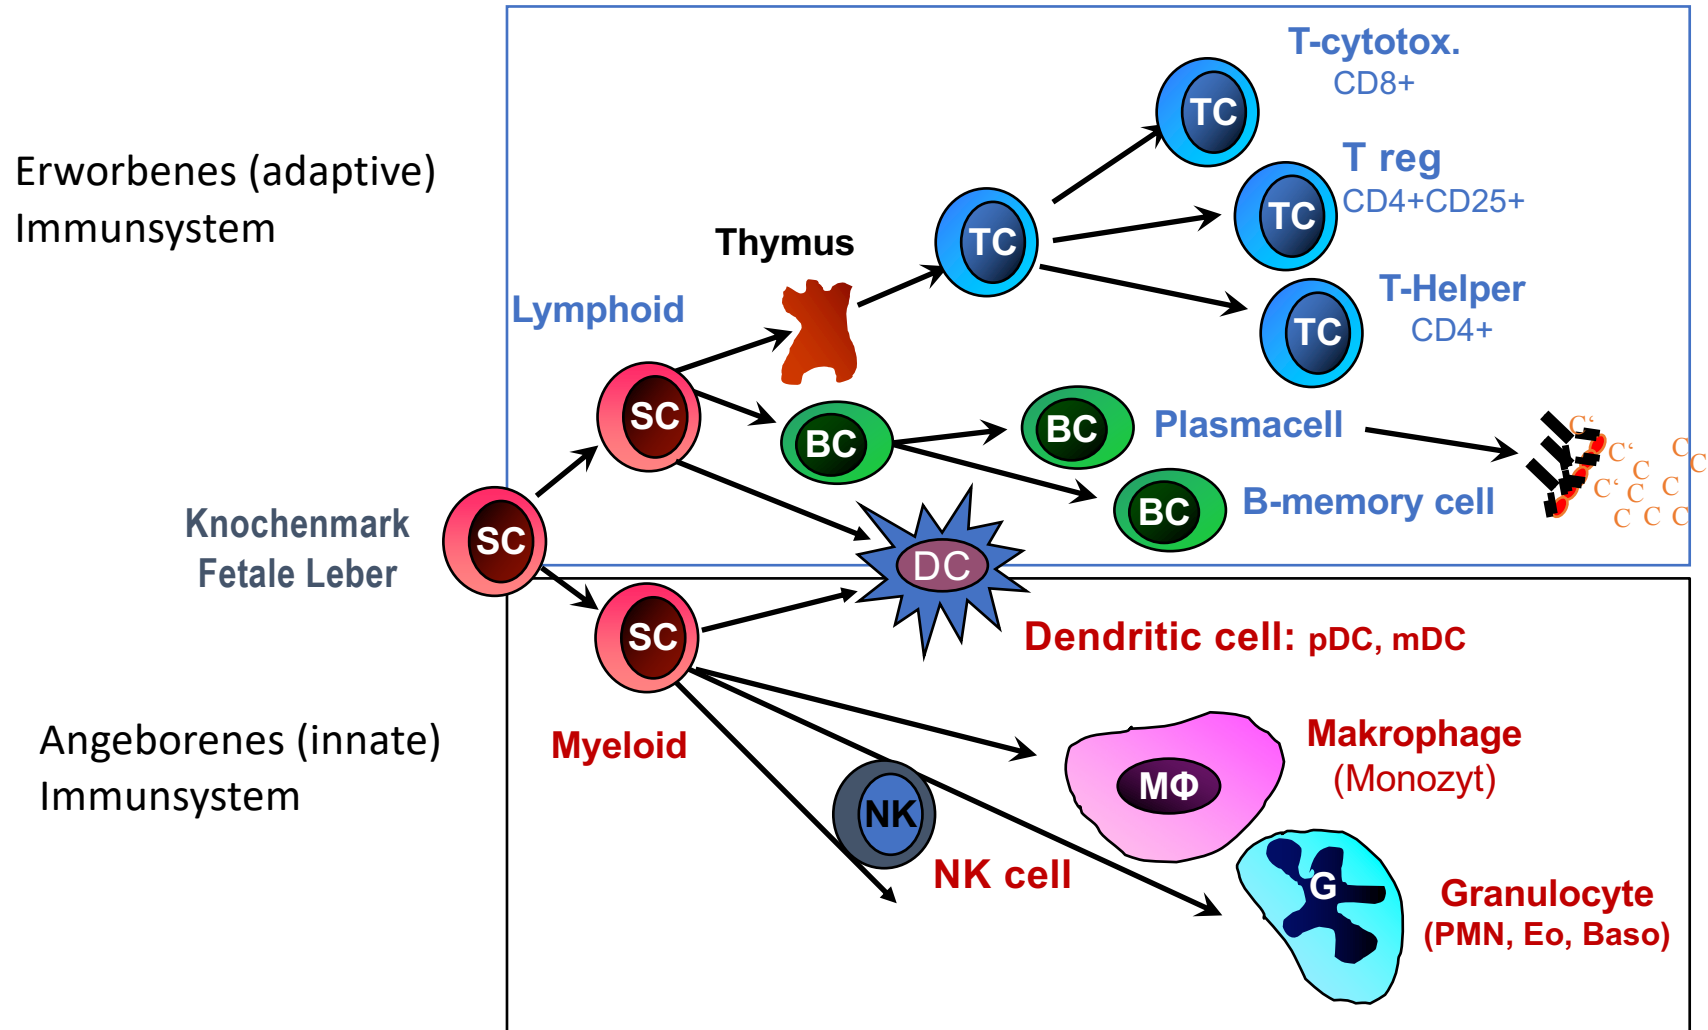 T-cytotox.
CD8+
TC
Erworbenes (adaptive)
Immunsystem
T reg
CD4+CD25+
TC
Thymus
TC
T-Helper
CD4+
TC
Lymphoid
SC
BC
BC
Plasmacell
C‘
C‘
C
C
C
C‘
C
C
C
C
C
C
BC
B-memory cell
Knochenmark
Fetale Leber
SC
DC
SC
Dendritic cell: pDC, mDC
Angeborenes (innate)
Immunsystem
Myeloid
Makrophage
(Monozyt)
MΦ
NK
NK cell
G
Granulocyte
(PMN, Eo, Baso)